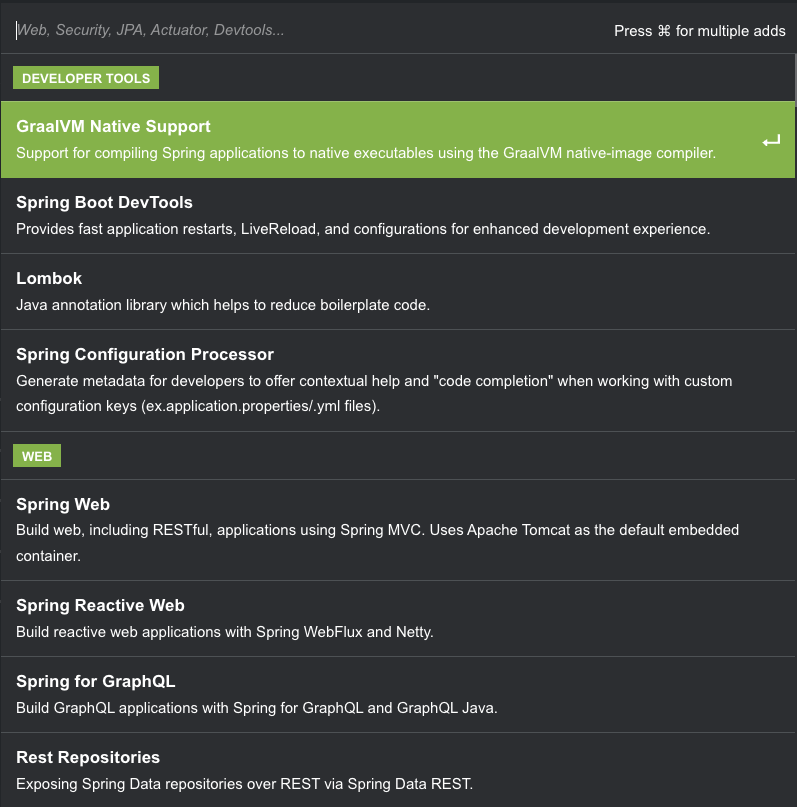 Web, Security, JPA, Actuator, Devtools...
Press ⌘ for multiple adds
DEVELOPER TOOLS
GraalVM Native Support
Support for compiling Spring applications to native executables using the GraalVM native-image compiler.
Spring Boot DevTools
Provides fast application restarts, LiveReload, and configurations for enhanced development experience.
Lombok
Java annotation library which helps to reduce boilerplate code.
Spring Configuration Processor
Generate metadata for developers to offer contextual help and "code completion" when working with custom
configuration keys (ex.application.properties/.yml files).
WEB
Spring Web
Build web, including RESTful, applications using Spring MVC. Uses Apache Tomcat as the default embedded
container.
Spring Reactive Web
Build reactive web applications with Spring WebFlux and Netty.
Spring for GraphQL
Build GraphQL applications with Spring for GraphQL and GraphQL Java.
Rest Repositories
Exposing Spring Data repositories over REST via Spring Data REST.